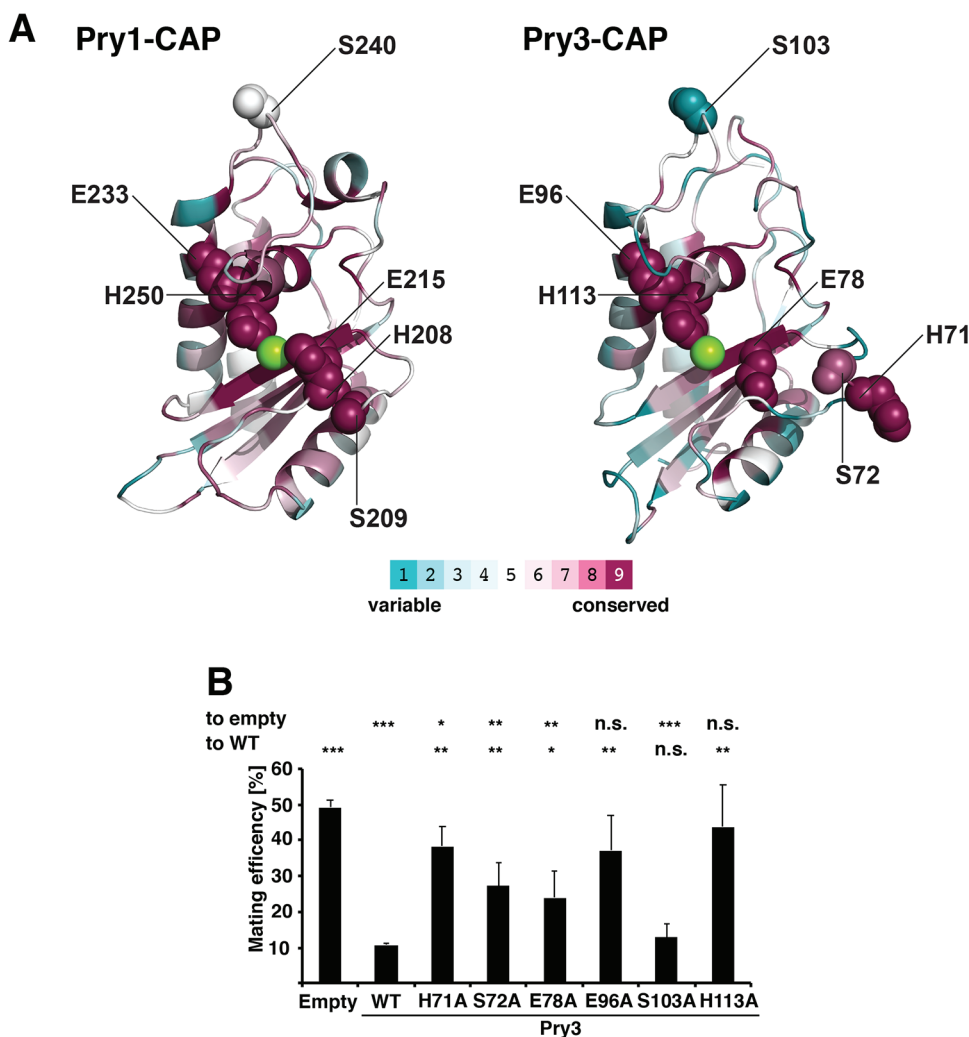 A
Pry1-CAP
Pry3-CAP
S240
S103
E233
E96
H250
E215
H113
E78
H208
H71
S72
S209
1 2 3 4 5 6 7 8 9
variable conserved
B
to empty *** * ** ** n.s. *** n.s.
to WT *** ** ** * ** n.s. **
Mating efficency [%]
60
50
40
30
20
10
Empty WT H71A S72A E78A E96A S103A H113A
Pry3